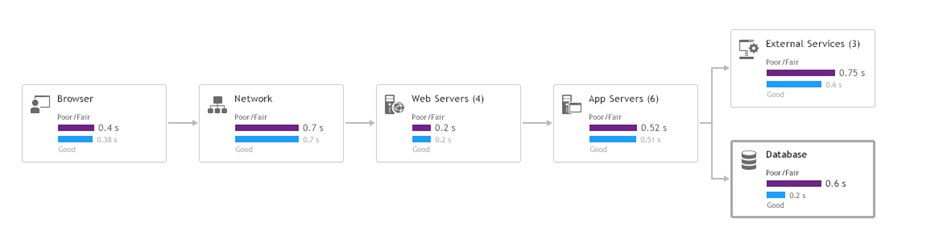 Browser
Poor/Fair
0.4 s
0.38 s
Good
Network
Poor/Fair
0.7 s
0.7 s
Good
Web Servers (4)
Poor/Fair
0.2 s
0.2 s
Good
App Servers (6)
Poor/Fair
0.52 s
0.51 s
Good
External Services (3)
Poor/Fair
0.75 s
0.6 s
Good
Database
Poor/Fair
0.6 s
0.2 s
Good